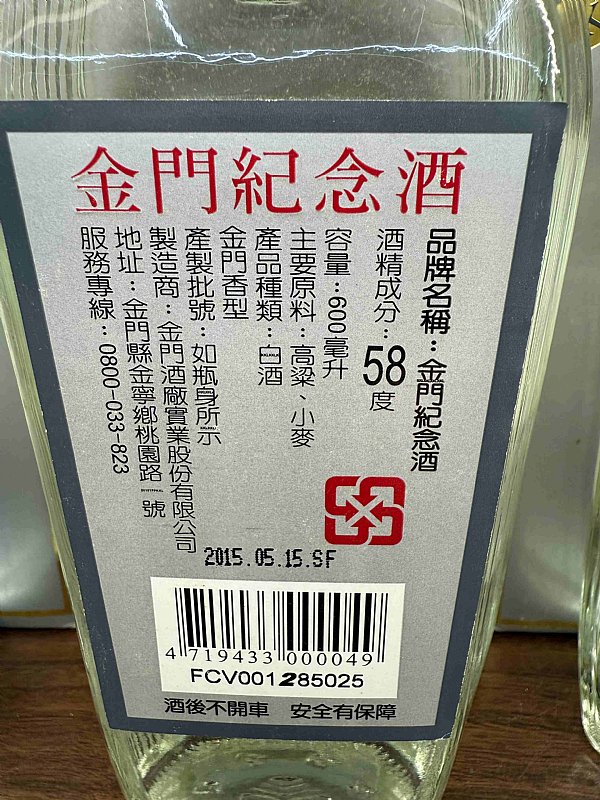 金門紀念酒
品牌名稱：金門紀念酒
酒精成分：58度
容量：600毫升
主要原料：高粱、小麥
產品種類：白酒
金門香型
產製批號：如瓶身所示
製造商：金門酒廠實業股份有限公司
地址：金門縣金寧鄉桃園路 號
服務專線：0800-033-823
2015.05.15.SF
4 719433 000049
FCV001285025
酒後不開車 安全有保障